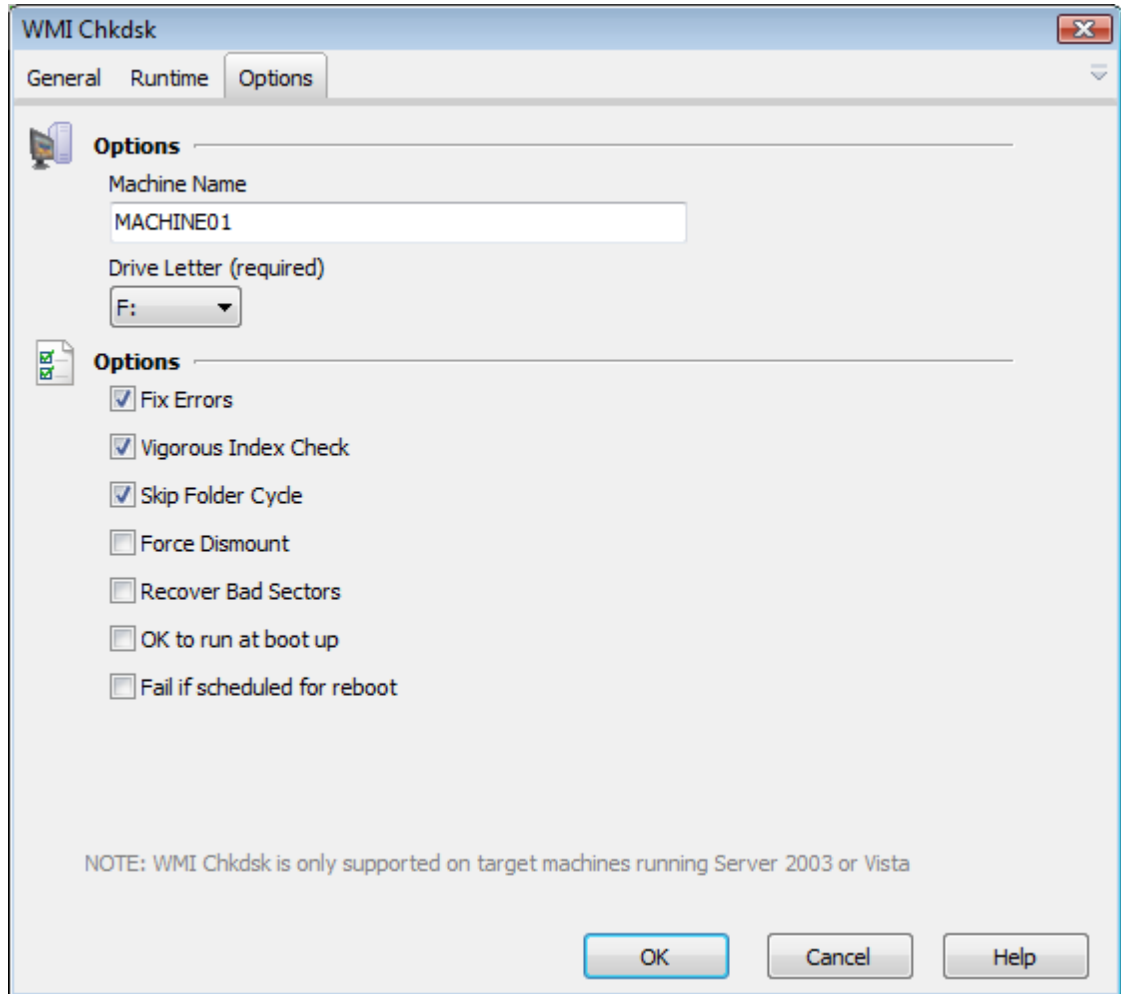 WMI Chkdsk
General Runtime Options
Options
Machine Name
MACHINE01
Drive Letter (required)
F:
Options
Fix Errors
Vigorous Index Check
Skip Folder Cycle
Force Dismount
Recover Bad Sectors
OK to run at boot up
Fail if scheduled for reboot
NOTE: WMI Chkdsk is only supported on target machines running Server 2003 or Vista
OK Cancel Help